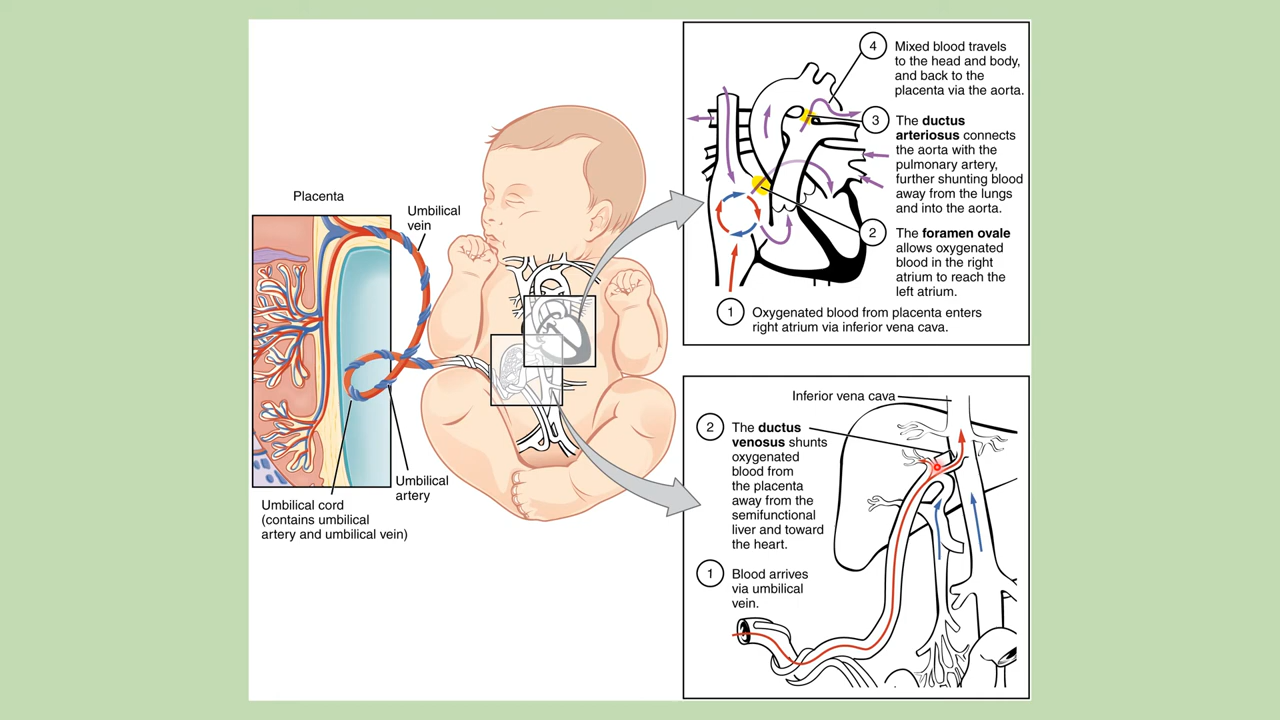 Placenta
Umbilical
vein
Umbilical
artery
Umbilical cord
(contains umbilical
artery and umbilical vein)
4
Mixed blood travels
to the head and body,
and back to the
placenta via the aorta.
3
The ductus
arteriosus connects
the aorta with the
pulmonary artery,
further shunting blood
away from the lungs
and into the aorta.
2
The foramen ovale
allows oxygenated
blood in the right
atrium to reach the
left atrium.
1
Oxygenated blood from placenta enters
right atrium via inferior vena cava.
Inferior vena cava
2
The ductus
venosus shunts
oxygenated
blood from
the placenta
away from the
semifunctional
liver and toward
the heart.
1
Blood arrives
via umbilical
vein.